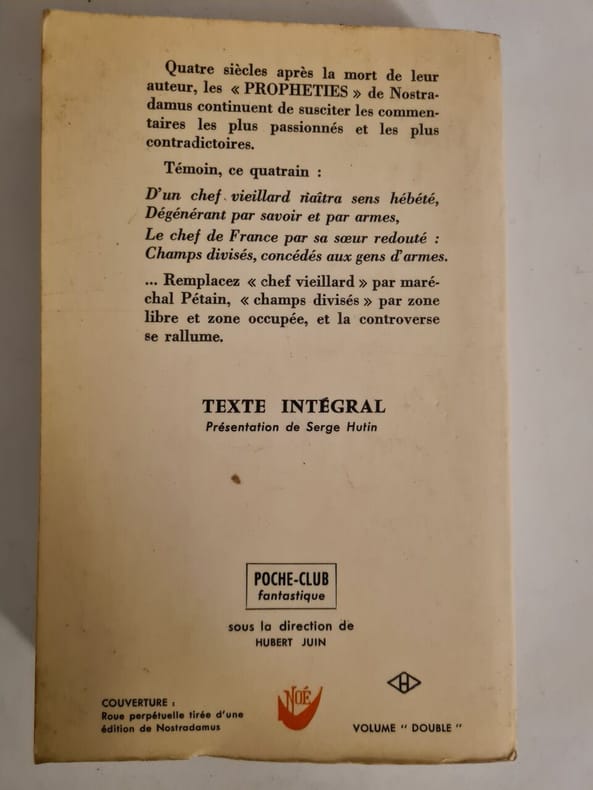 Quatre siècles après la mort de leur
auteur, les « PROPHETIES » de Nostra-
damus continuent de susciter les commen-
taires les plus passionnés et les plus
contradictoires.
Témoin, ce quatrain :
D'un chef vieillard naîtra sens hébété,
Dégénérant par savoir et par armes,
Le chef de France par sa sœur redouté :
Champs divisés, concédés aux gens d'armes.
... Remplacez « chef vieillard » par maré-
chal Pétain, « champs divisés » par zone
libre et zone occupée, et la controverse
se rallume.
TEXTE INTÉGRAL
Présentation de Serge Hutin
POCHE-CLUB
fantastique
sous la direction de
HUBERT JUIN
COUVERTURE :
Roue perpétuelle tirée d'une
édition de Nostradamus
NOÉ
H
VOLUME " DOUBLE "